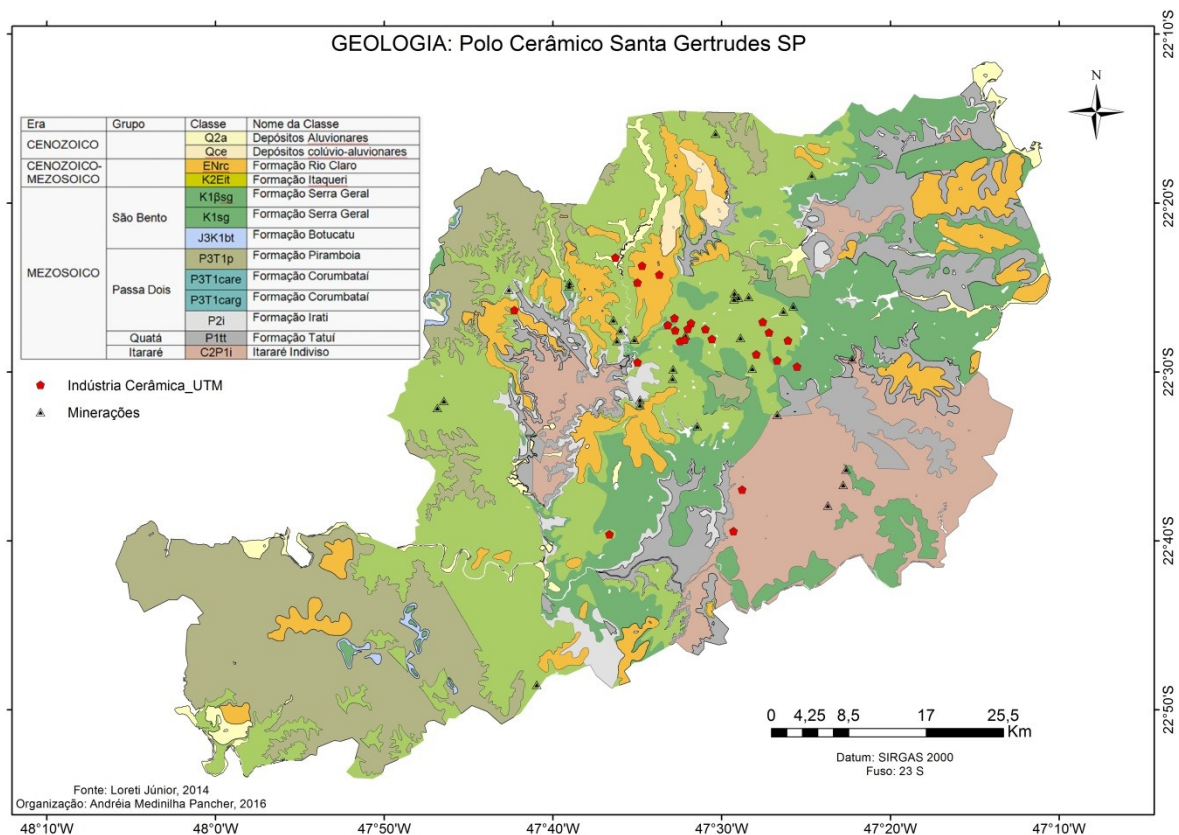 GEOLOGIA: Polo Cerâmico Santa Gertrudes SP
N
Era Grupo Classe Nome da Classe
CENOZOICO Q2a Depósitos Aluvionares
Qce Depósitos colúvio-aluvionares
CENOZOICO- ENrc Formação Rio Claro
MEZOSOICO K2Eit Formação Itaqueri
MEZOSOICO São Bento K1βsg Formação Serra Geral
K1sg Formação Serra Geral
J3K1bt Formação Botucatu
Passa Dois P3T1p Formação Piramboia
P3T1care Formação Corumbataí
P3T1carg Formação Corumbataí
P2i Formação Irati
Quatá P1tt Formação Tatuí
Itararé C2P1i Itararé Indiviso
Indústria Cerâmica_UTM
Minerações
0 4,25 8,5 17 25,5
Km
Datum: SIRGAS 2000
Fuso: 23 S
Fonte: Loreti Júnior, 2014
Organização: Andréia Medinilha Pancher, 2016
22°10'S
22°20'S
22°30'S
22°40'S
22°50'S
48°10'W 48°0'W 47°50'W 47°40'W 47°30'W 47°20'W 47°10'W